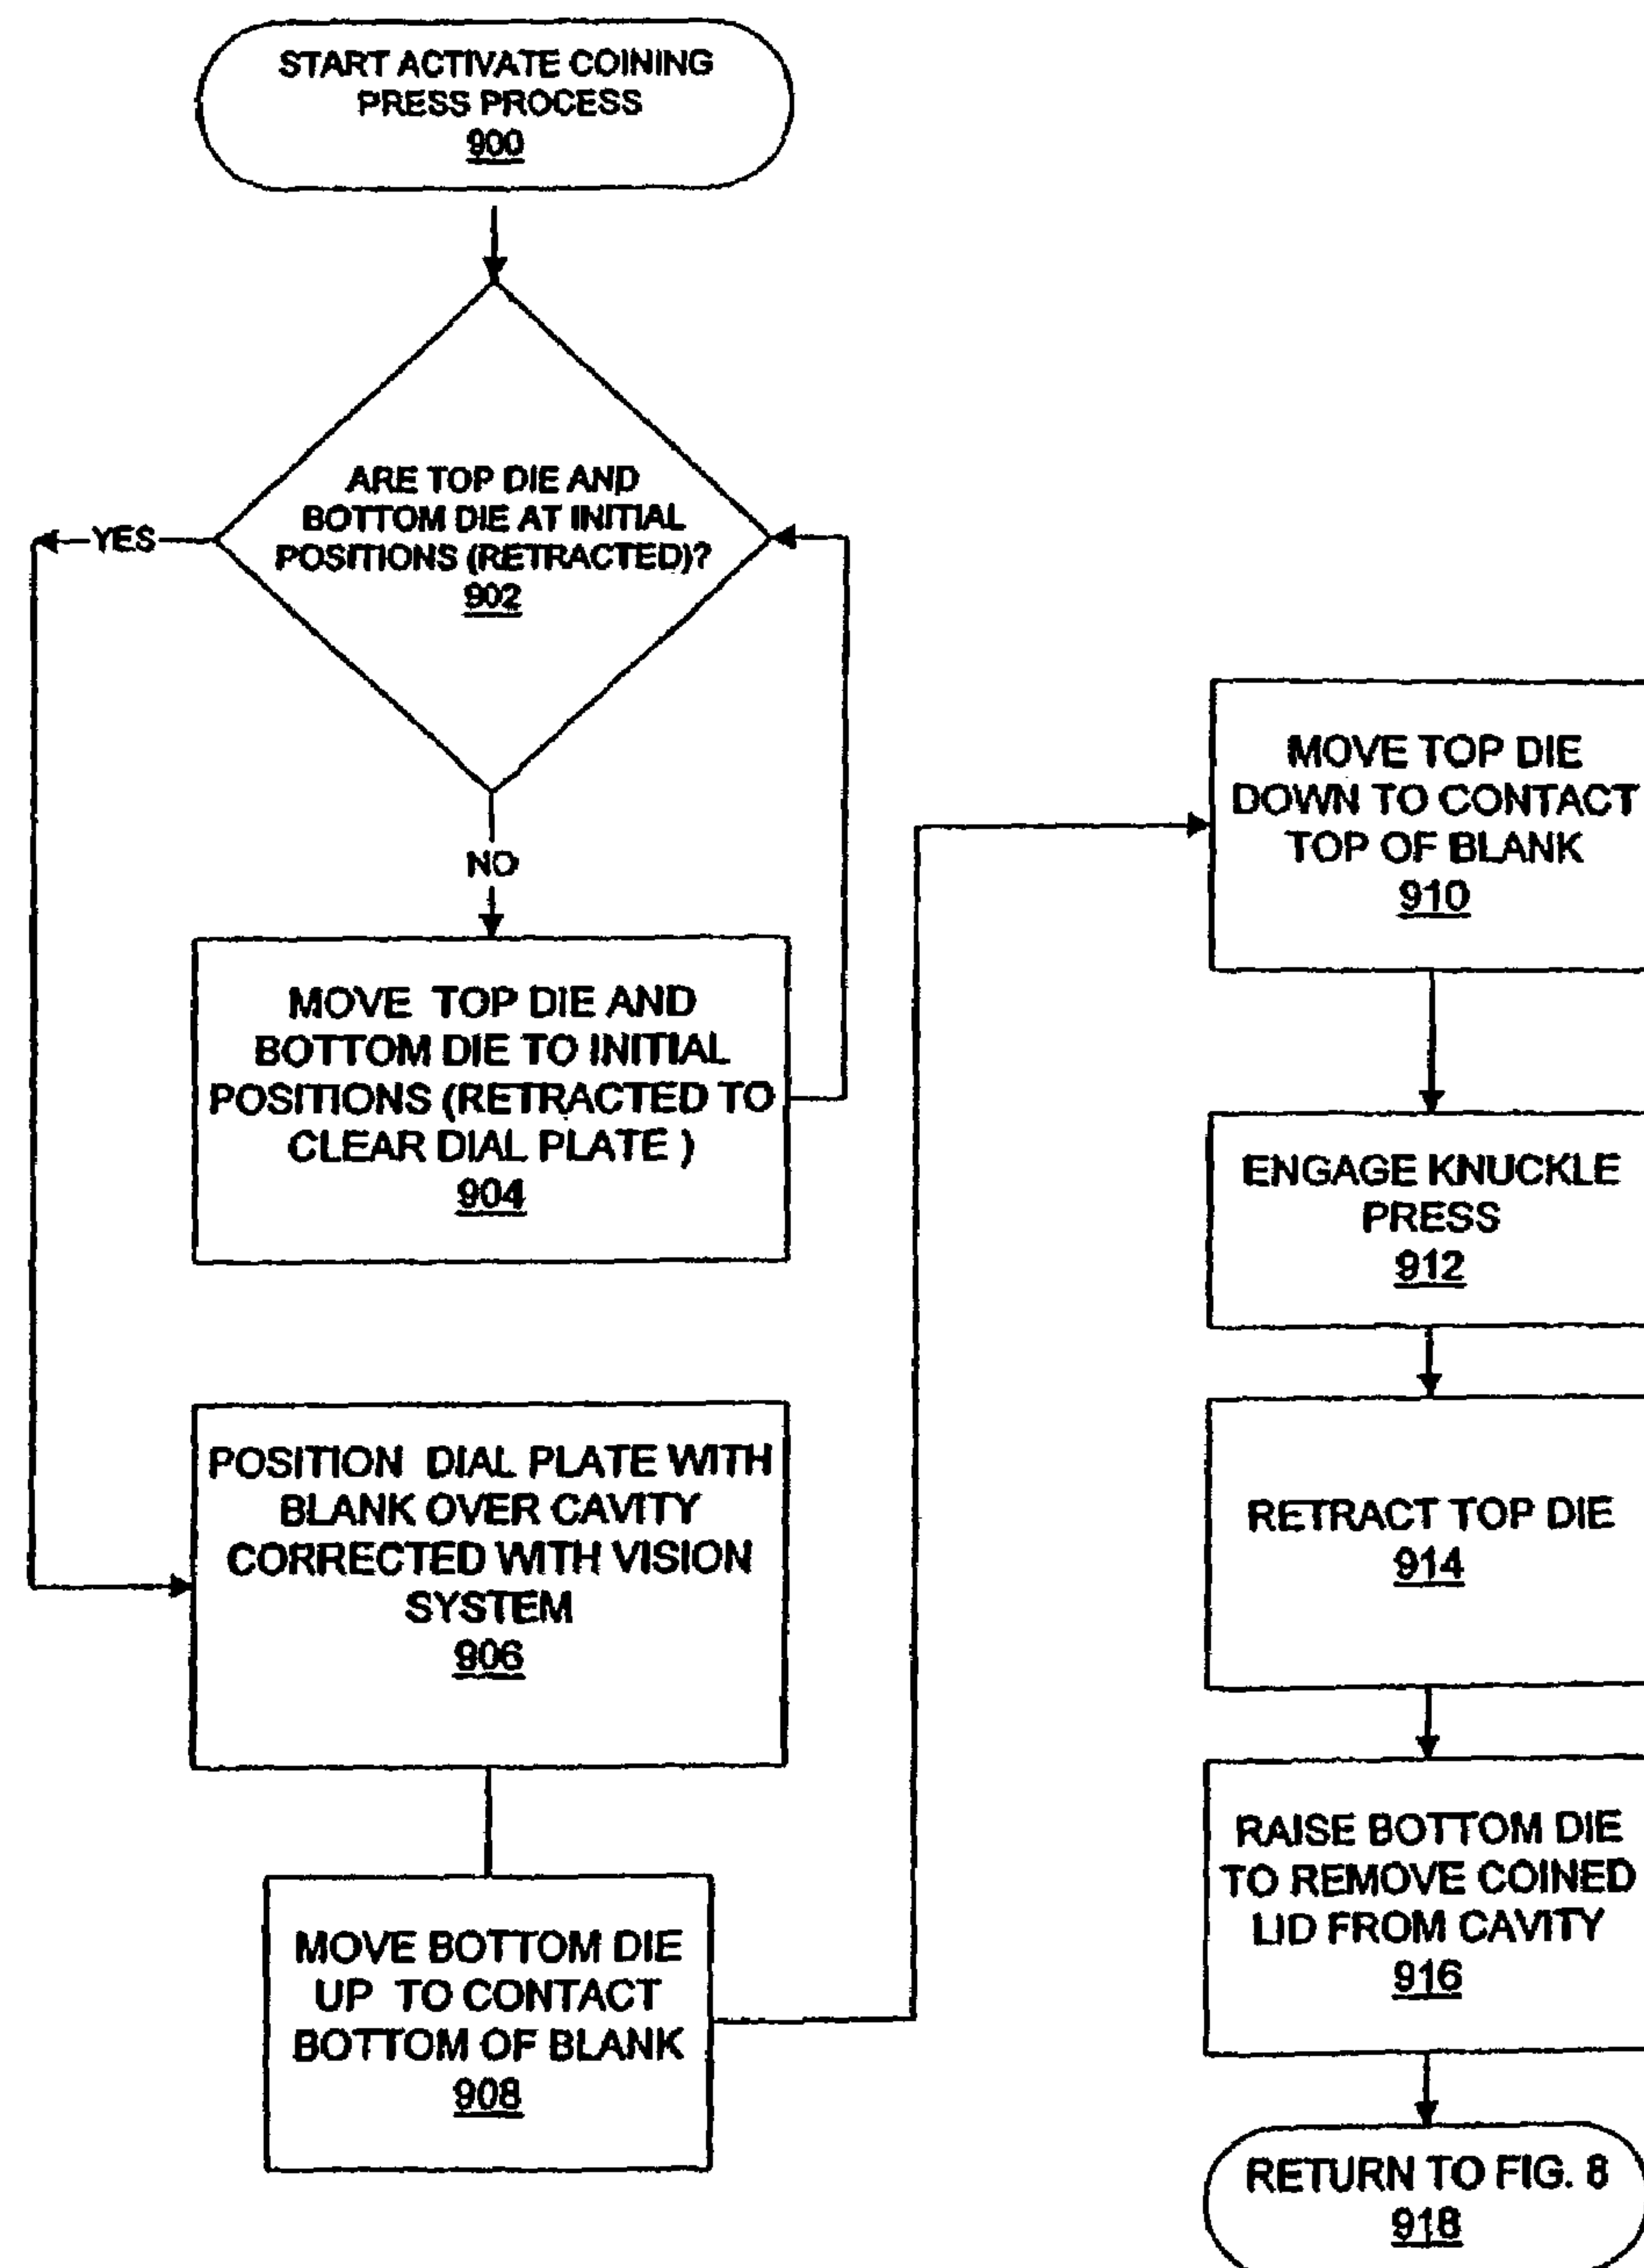 START ACTIVATE COINING
PRESS PROCESS
900
ARE TOP DIE AND
BOTTOM DIE AT INITIAL
POSITIONS (RETRACTED)?
902
YES
NO
MOVE TOP DIE AND
BOTTOM DIE TO INITIAL
POSITIONS (RETRACTED TO
CLEAR DIAL PLATE )
904
POSITION DIAL PLATE WITH
BLANK OVER CAVITY
CORRECTED WITH VISION
SYSTEM
906
MOVE BOTTOM DIE
UP TO CONTACT
BOTTOM OF BLANK
908
MOVE TOP DIE
DOWN TO CONTACT
TOP OF BLANK
910
ENGAGE KNUCKLE
PRESS
912
RETRACT TOP DIE
914
RAISE BOTTOM DIE
TO REMOVE COINED
LID FROM CAVITY
916
RETURN TO FIG. 8
918